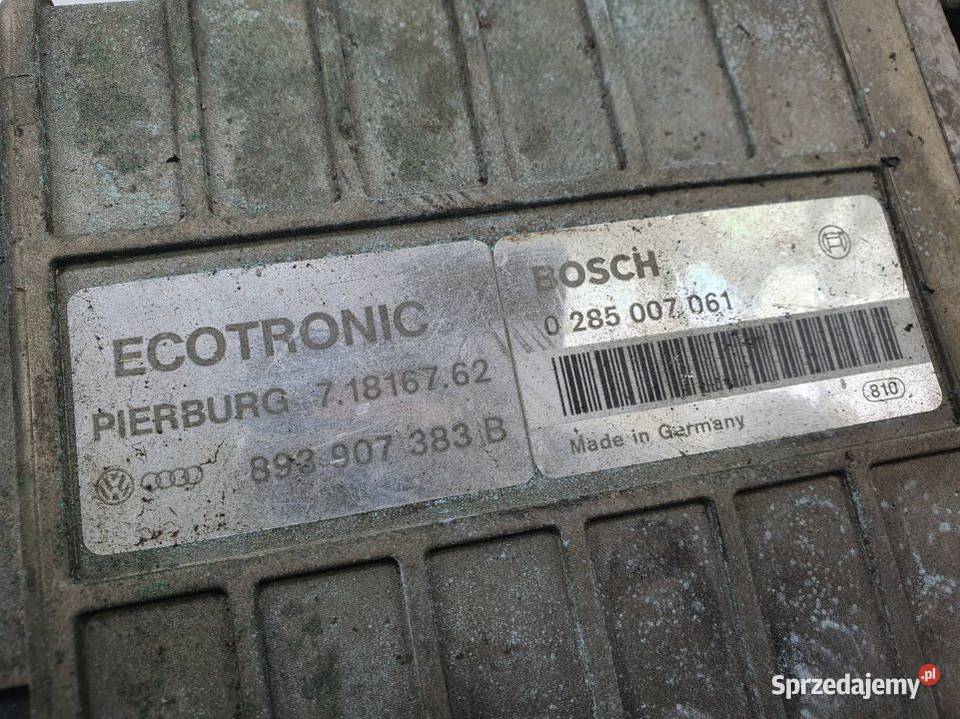 ECOTRONIC
PIERBURG 7.18167.62
893 907 383 B
BOSCH
0 285 007 061
810
Made in Germany
Sprzedajemy.pl